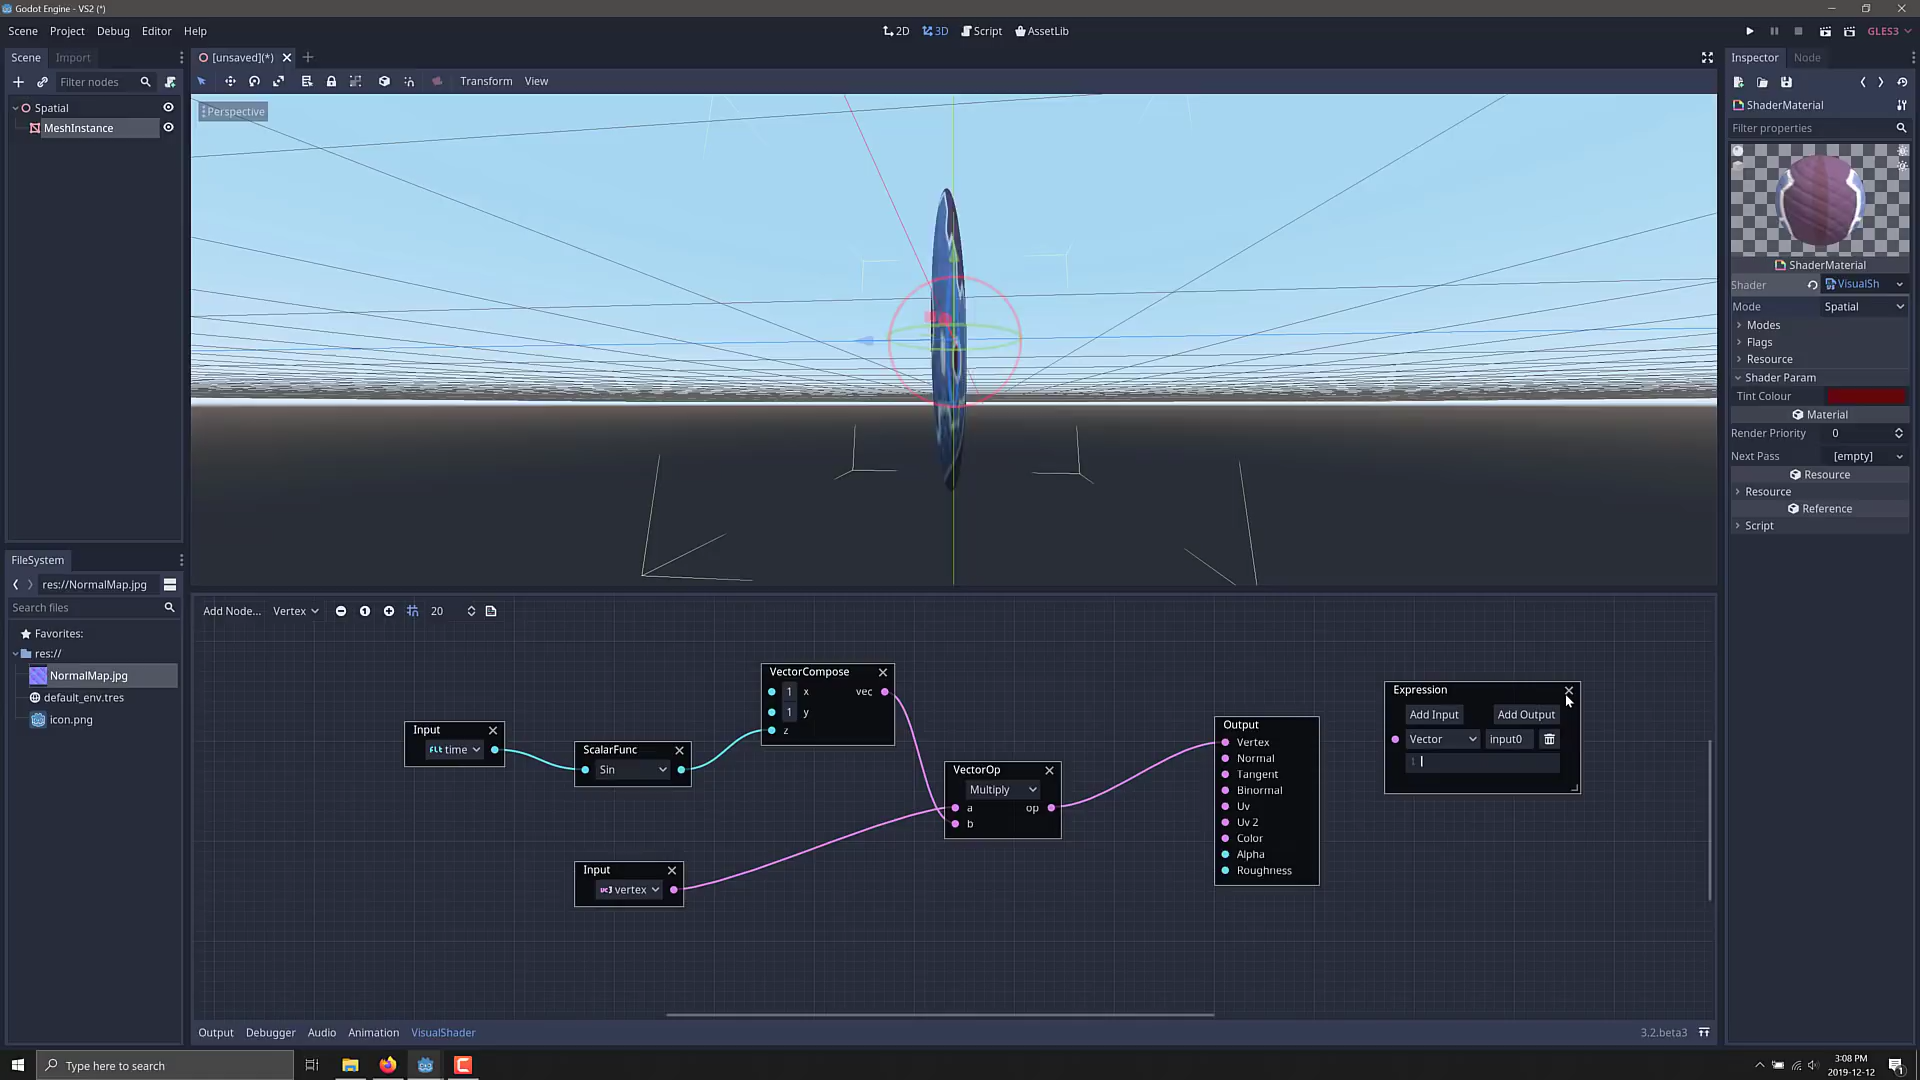 Godot Engine - VS2 (*)
Scene Project Debug Editor Help
2D 3D Script AssetLib
GLES3
Scene Import
[unsaved](*)
Inspector Node
Filter nodes
Transform View
Spatial
MeshInstance
Perspective
ShaderMaterial
Filter properties
ShaderMaterial
Shader VisualSh
Mode Spatial
Modes
Flags
Resource
Shader Param
Tint Colour
Material
Render Priority 0
Next Pass [empty]
Resource
Resource
Reference
Script
FileSystem
res://NormalMap.jpg
Search files
Favorites:
res://
NormalMap.jpg
default_env.tres
icon.png
Add Node... Vertex 20
VectorCompose
1 x vec
1 y
z
Input
time
ScalarFunc
Sin
Input
vertex
VectorOp
Multiply
a op
b
Output
Vertex
Normal
Tangent
Binormal
Uv
Uv 2
Color
Alpha
Roughness
Expression
Add Input Add Output
Vector input0
1
Output Debugger Audio Animation VisualShader
3.2.beta3
Type here to search
3:08 PM
2019-12-12